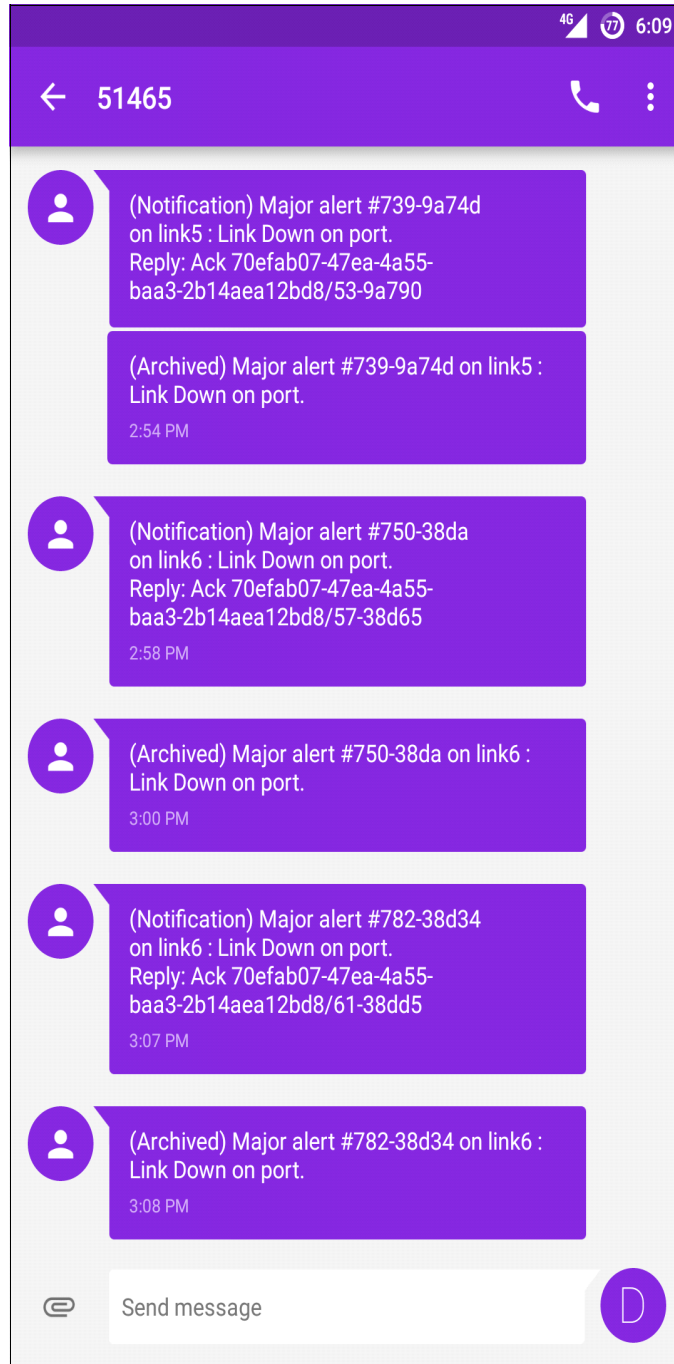 4G 77 6:09
51465
(Notification) Major alert #739-9a74d
on link5 : Link Down on port.
Reply: Ack 70efab07-47ea-4a55-
baa3-2b14aea12bd8/53-9a790
(Archived) Major alert #739-9a74d on link5 :
Link Down on port.
2:54 PM
(Notification) Major alert #750-38da
on link6 : Link Down on port.
Reply: Ack 70efab07-47ea-4a55-
baa3-2b14aea12bd8/57-38d65
2:58 PM
(Archived) Major alert #750-38da on link6 :
Link Down on port.
3:00 PM
(Notification) Major alert #782-38d34
on link6 : Link Down on port.
Reply: Ack 70efab07-47ea-4a55-
baa3-2b14aea12bd8/61-38dd5
3:07 PM
(Archived) Major alert #782-38d34 on link6 :
Link Down on port.
3:08 PM
Send message
D